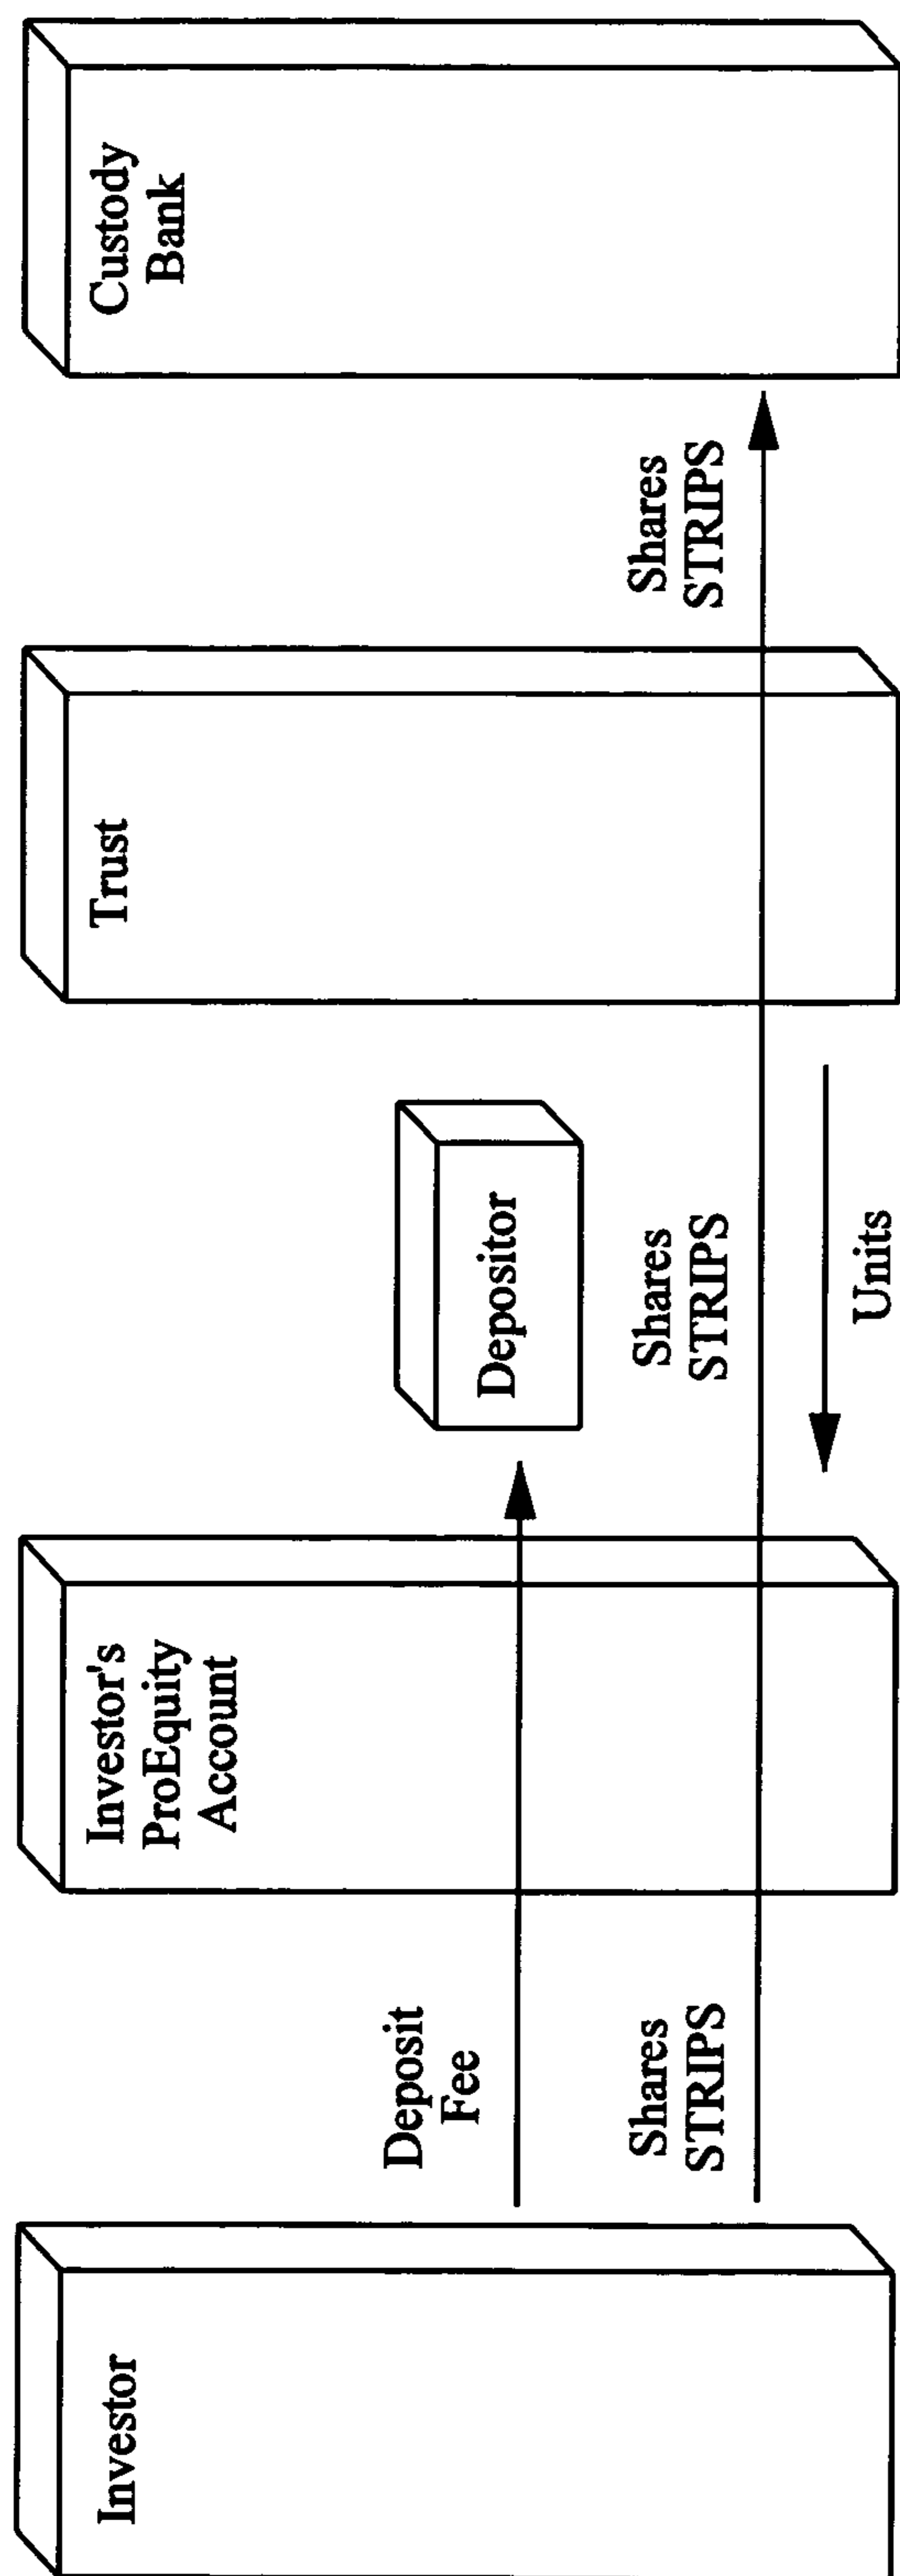 Investor
Deposit
Fee
Shares
STRIPS
Investor's
ProEquity
Account
Depositor
Shares
STRIPS
Units
Trust
Shares
STRIPS
Custody
Bank